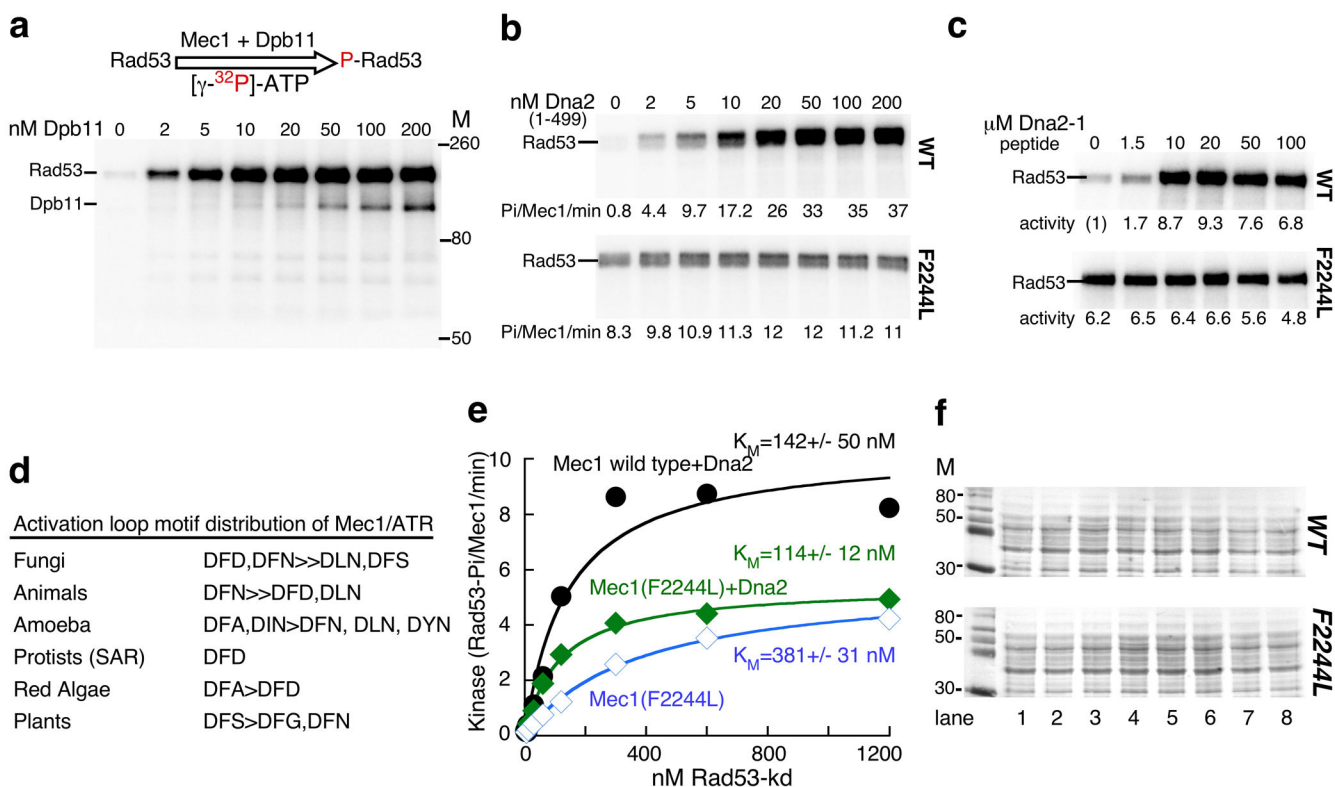 a
Mec1 + Dpb11
Rad53 P-Rad53
[γ-32P]-ATP
M
nM Dpb11 0 2 5 10 20 50 100 200
260
Rad53
Dpb11
80
50
b
nM Dna2 0 2 5 10 20 50 100 200
(1-499)
Rad53
WT
Pi/Mec1/min 0.8 4.4 9.7 17.2 26 33 35 37
Rad53
F2244L
Pi/Mec1/min 8.3 9.8 10.9 11.3 12 12 11.2 11
c
μM Dna2-1
peptide 0 1.5 10 20 50 100
Rad53
WT
activity (1) 1.7 8.7 9.3 7.6 6.8
Rad53
F2244L
activity 6.2 6.5 6.4 6.6 5.6 4.8
d
Activation loop motif distribution of Mec1/ATR
Fungi DFD,DFN>>DLN,DFS
Animals DFN>>DFD,DLN
Amoeba DFA,DIN>DFN, DLN, DYN
Protists (SAR) DFD
Red Algae DFA>DFD
Plants DFS>DFG,DFN
e
KM=142+/- 50 nM
Mec1 wild type+Dna2
KM=114+/- 12 nM
Mec1(F2244L)+Dna2
KM=381+/- 31 nM
Mec1(F2244L)
Kinase (Rad53-Pi/Mec1/min)
10
8
6
4
2
0
0 400 800 1200
nM Rad53-kd
f
M
80
50
30
WT
80
50
30
F2244L
lane 1 2 3 4 5 6 7 8